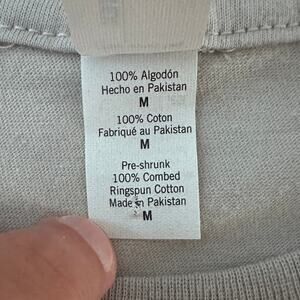 100% Algodón
Hecho en Pakistan
M
100% Coton
Fabriqué au Pakistan
M
Pre-shrunk
100% Combed
Ringspun Cotton
Made in Pakistan
M